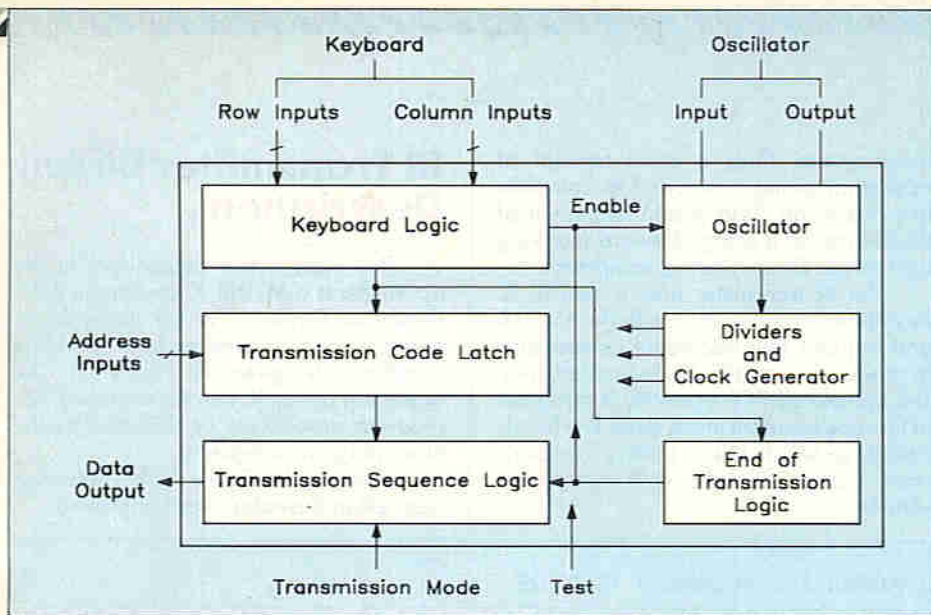 Keyboard
Oscillator
Row Inputs
Column Inputs
Input
Output
Keyboard Logic
Enable
Oscillator
Address
Inputs
Transmission Code Latch
Dividers
and
Clock Generator
Data
Output
Transmission Sequence Logic
End of
Transmission
Logic
Transmission Mode
Test